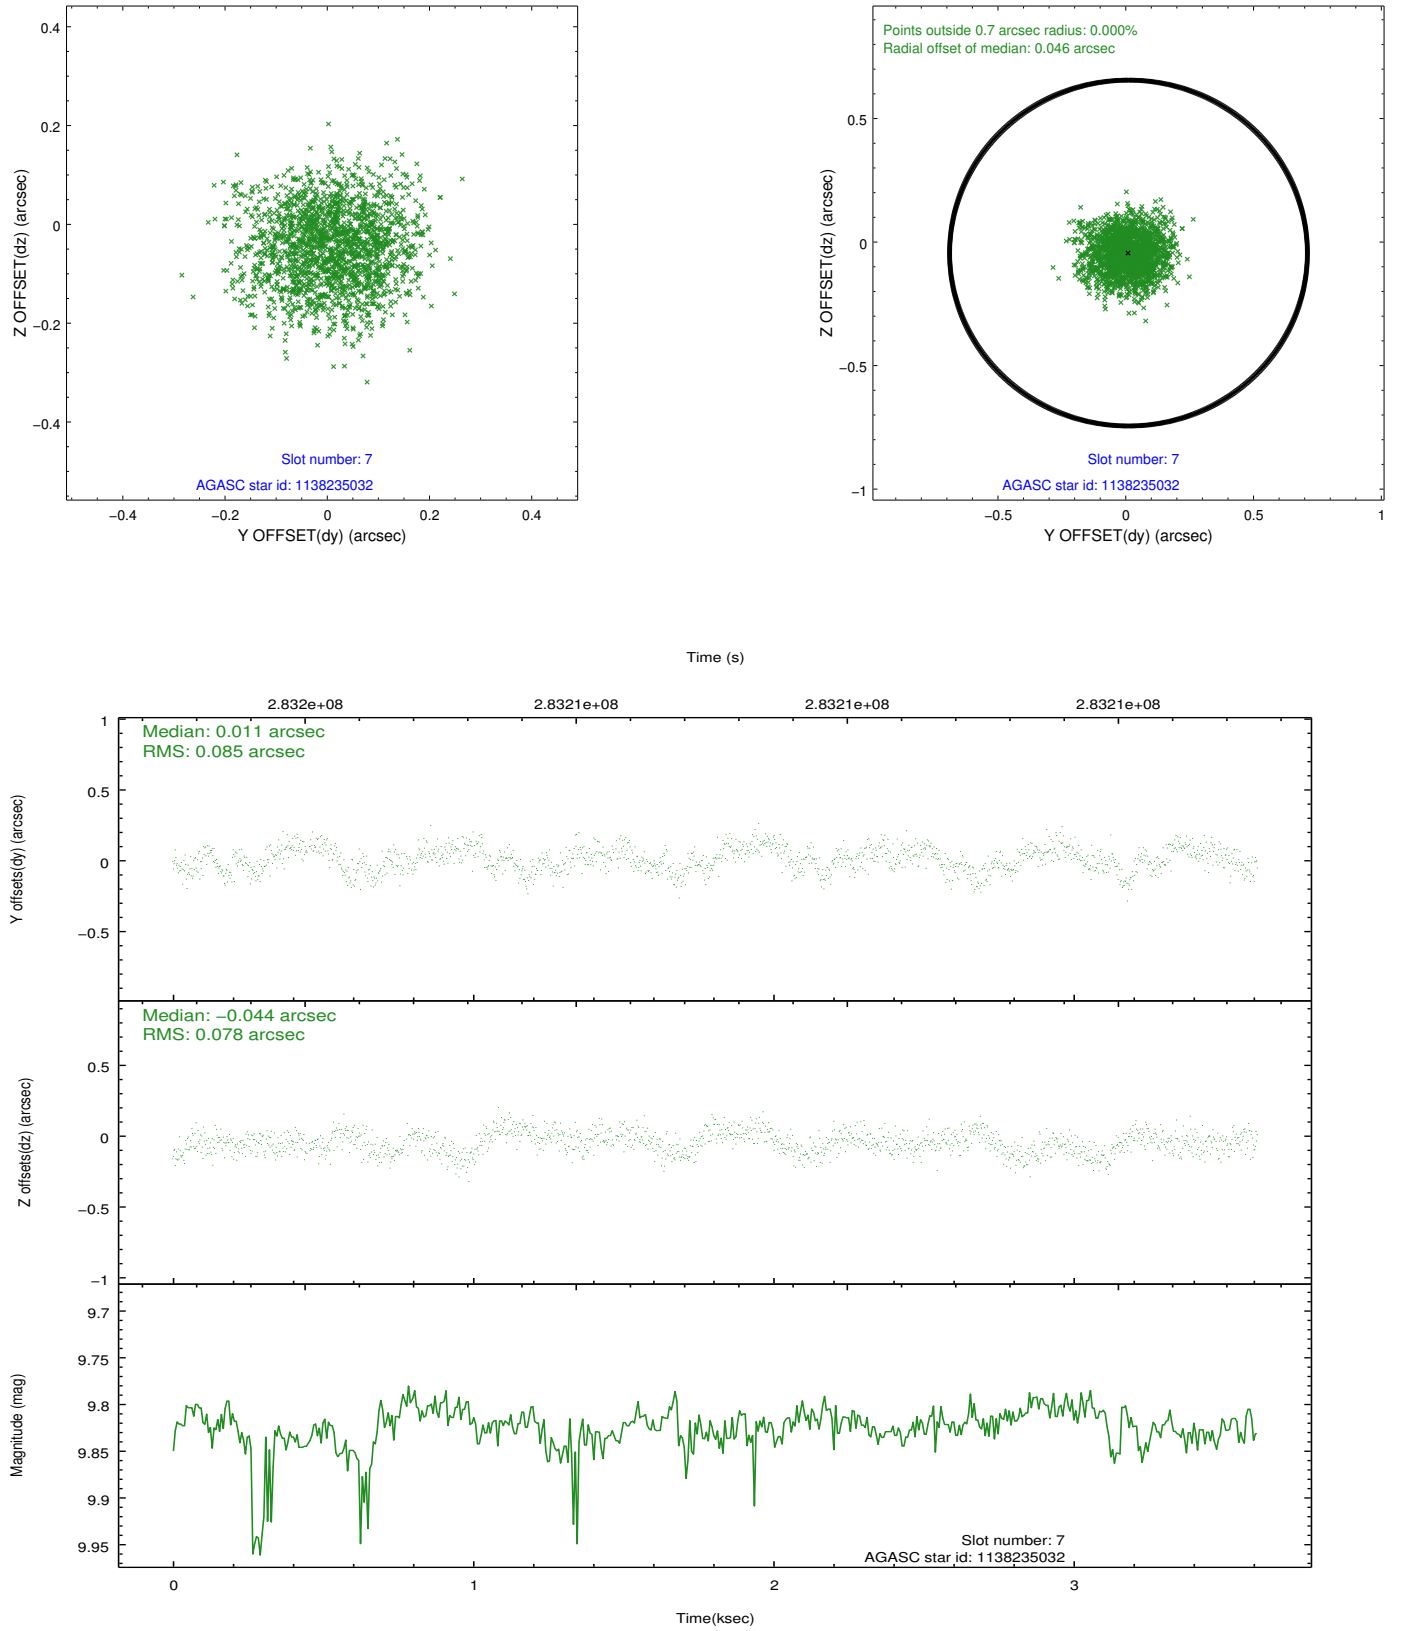 0.4
0.2
0
−0.2
−0.4
Z OFFSET(dz) (arcsec)
Slot number: 7
AGASC star id: 1138235032
−0.4 −0.2 0 0.2 0.4
Y OFFSET(dy) (arcsec)
Points outside 0.7 arcsec radius: 0.000%
Radial offset of median: 0.046 arcsec
0.5
0
−0.5
−1
Z OFFSET(dz) (arcsec)
Slot number: 7
AGASC star id: 1138235032
−0.5 0 0.5 1
Y OFFSET(dy) (arcsec)
Time (s)
2.832e+08 2.8321e+08 2.8321e+08 2.8321e+08
Median: 0.011 arcsec
RMS: 0.085 arcsec
1
0.5
0
−0.5
Y offsets(dy) (arcsec)
Median: −0.044 arcsec
RMS: 0.078 arcsec
0.5
0
−0.5
−1
Z offsets(dz) (arcsec)
9.7
9.75
9.8
9.85
9.9
9.95
Magnitude (mag)
Slot number: 7
AGASC star id: 1138235032
0 1 2 3
Time(ksec)